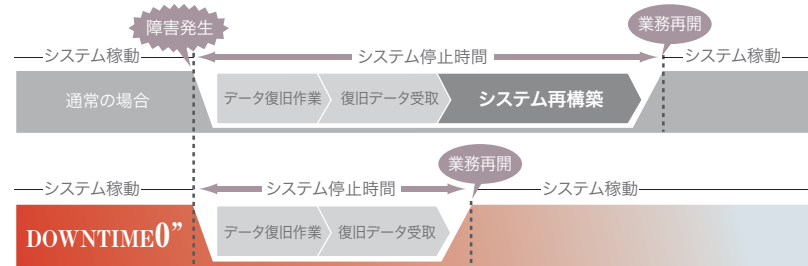 障害発生
業務再開
システム稼動
システム停止時間
システム稼動
通常の場合
データ復旧作業
復旧データ受取
システム再構築
業務再開
システム稼動
システム停止時間
システム稼動
DOWNTIME0”
データ復旧作業
復旧データ受取